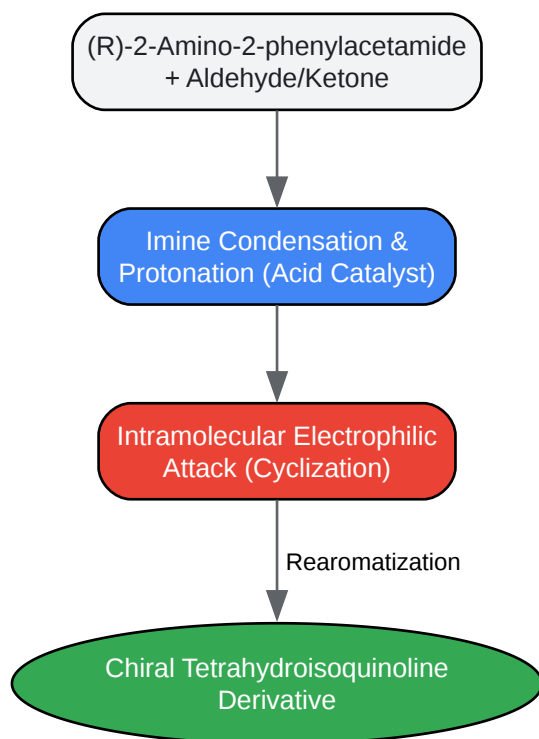 (R)-2-Amino-2-phenylacetamide
+ Aldehyde/Ketone
Imine Condensation &
Protonation (Acid Catalyst)
Intramolecular Electrophilic
Attack (Cyclization)
Rearomatization
Chiral Tetrahydroisoquinoline
Derivative